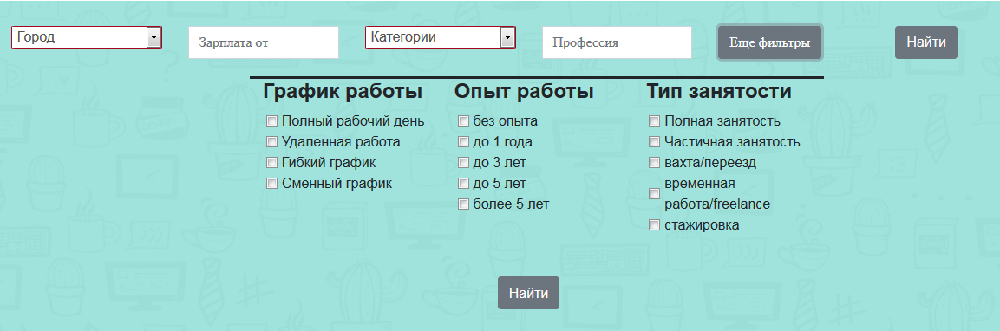 Город
Зарплата от
Категории
Профессия
Еще фильтры
Найти
График работы
Полный рабочий день
Удаленная работа
Гибкий график
Сменный график
Опыт работы
без опыта
до 1 года
до 3 лет
до 5 лет
более 5 лет
Тип занятости
Полная занятость
Частичная занятость
вахта/переезд
временная
работа/freelance
стажировка
Найти